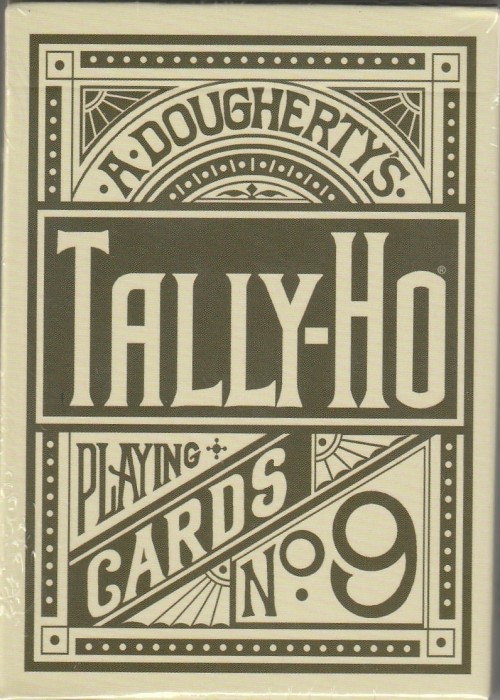 A·DOUGHERTY'S·
TALLY-HO®
PLAYING
CARDS
No. 9